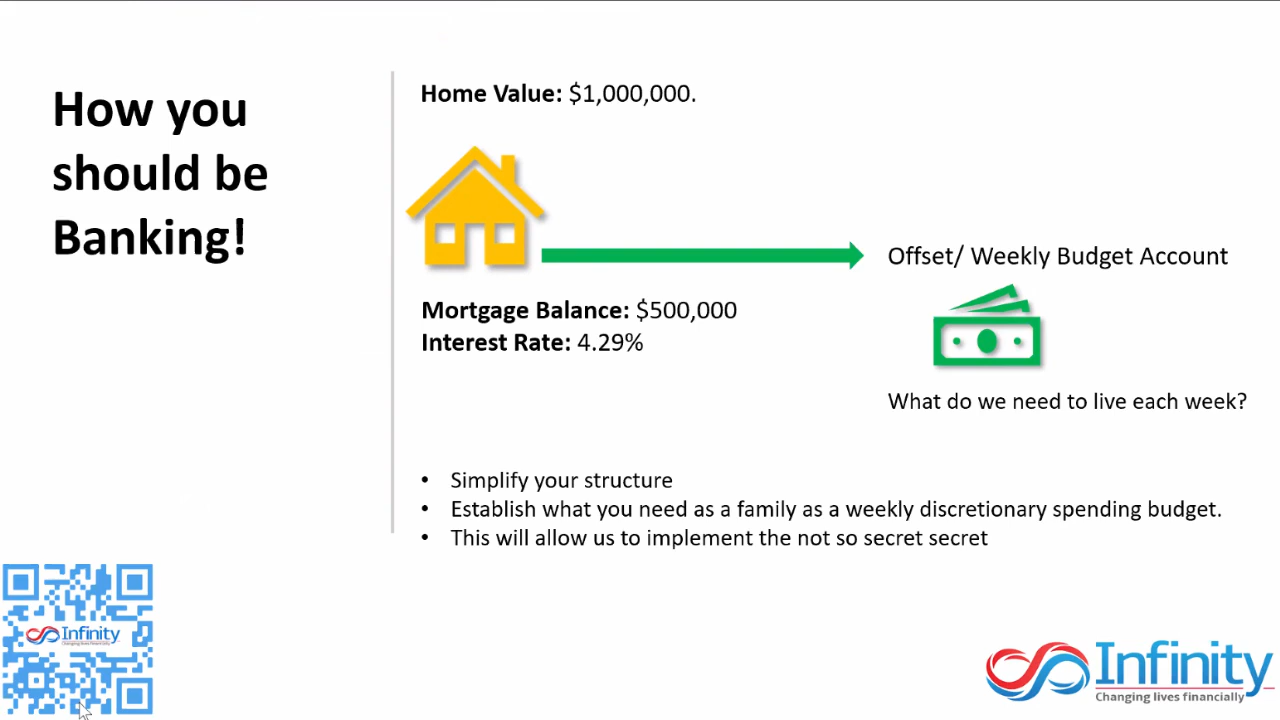 How you
should be
Banking!
Home Value: $1,000,000.
Offset/ Weekly Budget Account
Mortgage Balance: $500,000
Interest Rate: 4.29%
What do we need to live each week?
• Simplify your structure
• Establish what you need as a family as a weekly discretionary spending budget.
• This will allow us to implement the not so secret secret
Infinity
Changing lives financially
Infinity
Changing lives financially